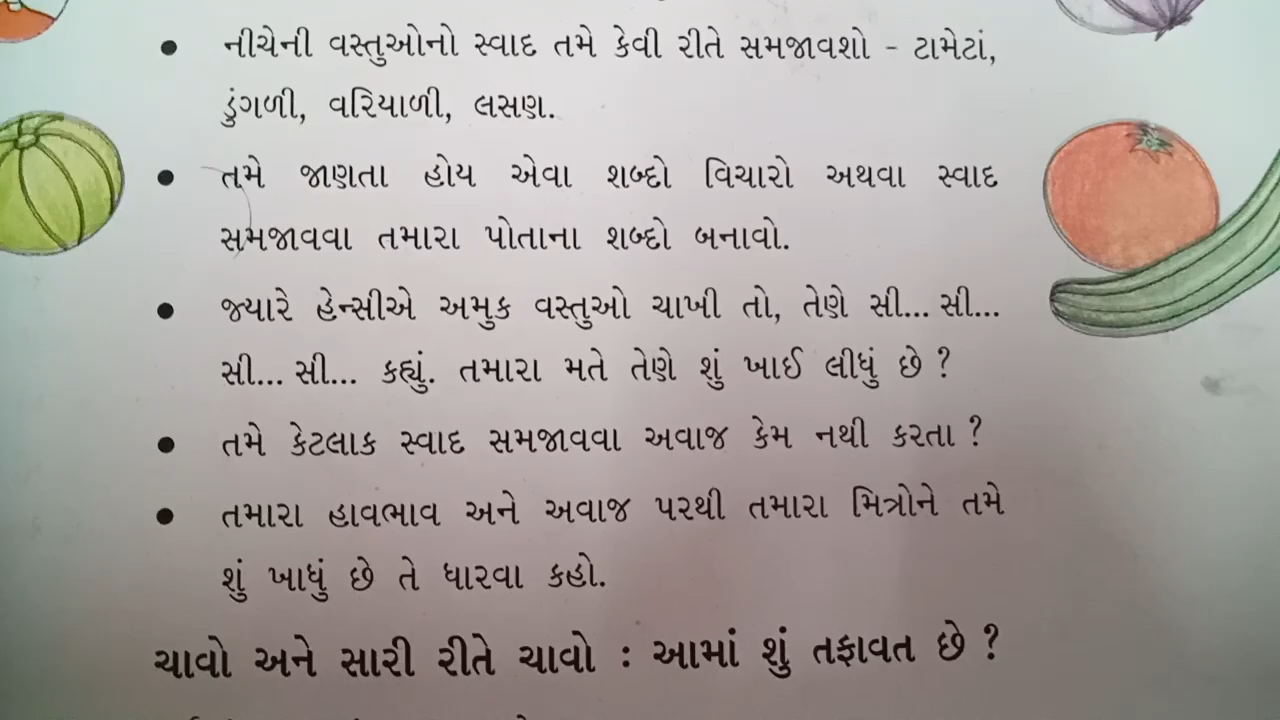 • નીચેની વસ્તુઓનો સ્વાદ તમે કેવી રીતે સમજાવશો - ટામેટાં,
ડુંગળી, વરિયાળી, લસણ.
• તમે જાણતા હોય એવા શબ્દો વિચારો અથવા સ્વાદ
સમજાવવા તમારા પોતાના શબ્દો બનાવો.
• જ્યારે હેન્સીએ અમુક વસ્તુઓ ચાખી તો, તેણે સી... સી...
સી... સી... કહ્યું. તમારા મતે તેણે શું ખાઈ લીધું છે ?
• તમે કેટલાક સ્વાદ સમજાવવા અવાજ કેમ નથી કરતા ?
• તમારા હાવભાવ અને અવાજ પરથી તમારા મિત્રોને તમે
શું ખાધું છે તે ધારવા કહો.
ચાવો અને સારી રીતે ચાવો : આમાં શું તફાવત છે ?